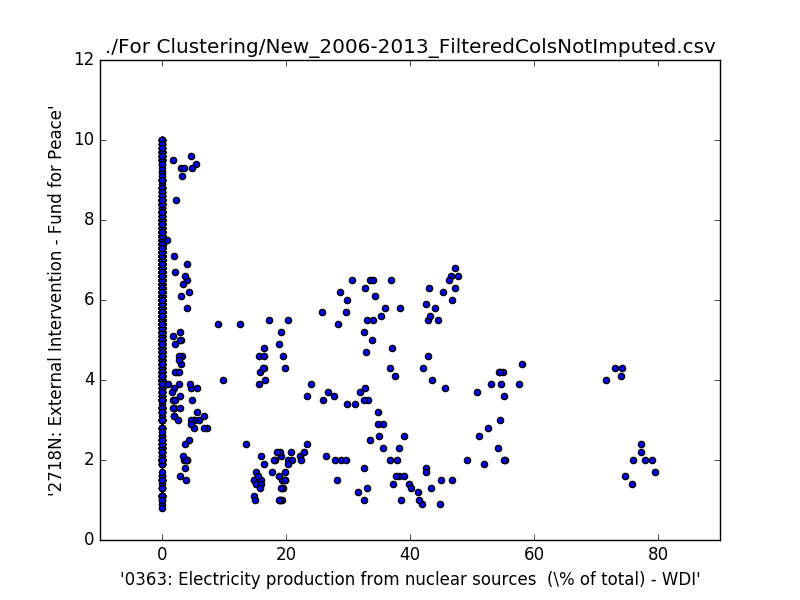 ./For Clustering/New_2006-2013_FilteredColsNotImputed.csv
12
10
8
6
4
2
0
'2718N: External Intervention - Fund for Peace'
0 20 40 60 80
'0363: Electricity production from nuclear sources  (\% of total) - WDI'